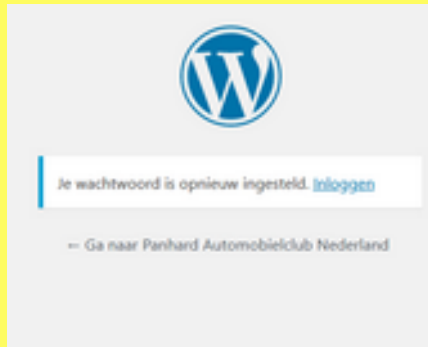 Je wachtwoord is opnieuw ingesteld. Inloggen
← Ga naar Panhard Automobielclub Nederland